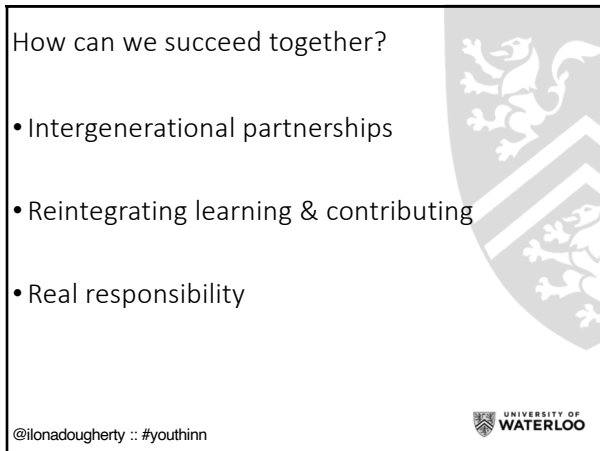 How can we succeed together?
• Intergenerational partnerships
• Reintegrating learning & contributing
• Real responsibility
@ilonadougherty :: #youthinn
UNIVERSITY OF
WATERLOO